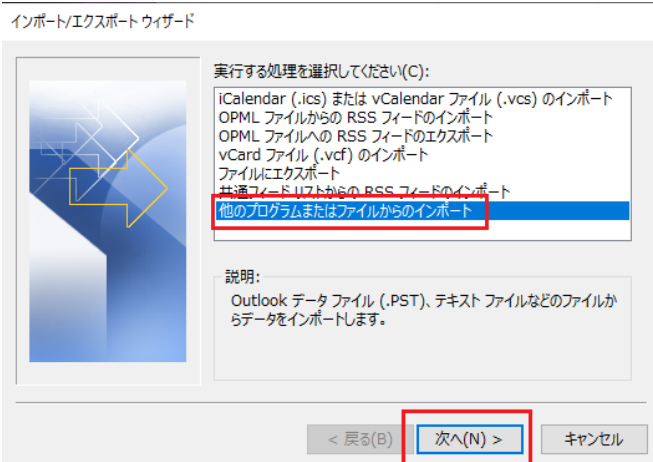 インポート/エクスポート ウィザード
実行する処理を選択してください(C):
iCalendar (.ics) または vCalendar ファイル (.vcs) のインポート
OPML ファイルからの RSS フィードのインポート
OPML ファイルへの RSS フィードのエクスポート
vCard ファイル (.vcf) のインポート
ファイルにエクスポート
共通フィード リストからの RSS フィードのインポート
他のプログラムまたはファイルからのインポート
説明:
Outlook データ ファイル (.PST)、テキスト ファイルなどのファイルか
らデータをインポートします。
< 戻る(B) 次へ(N) > キャンセル